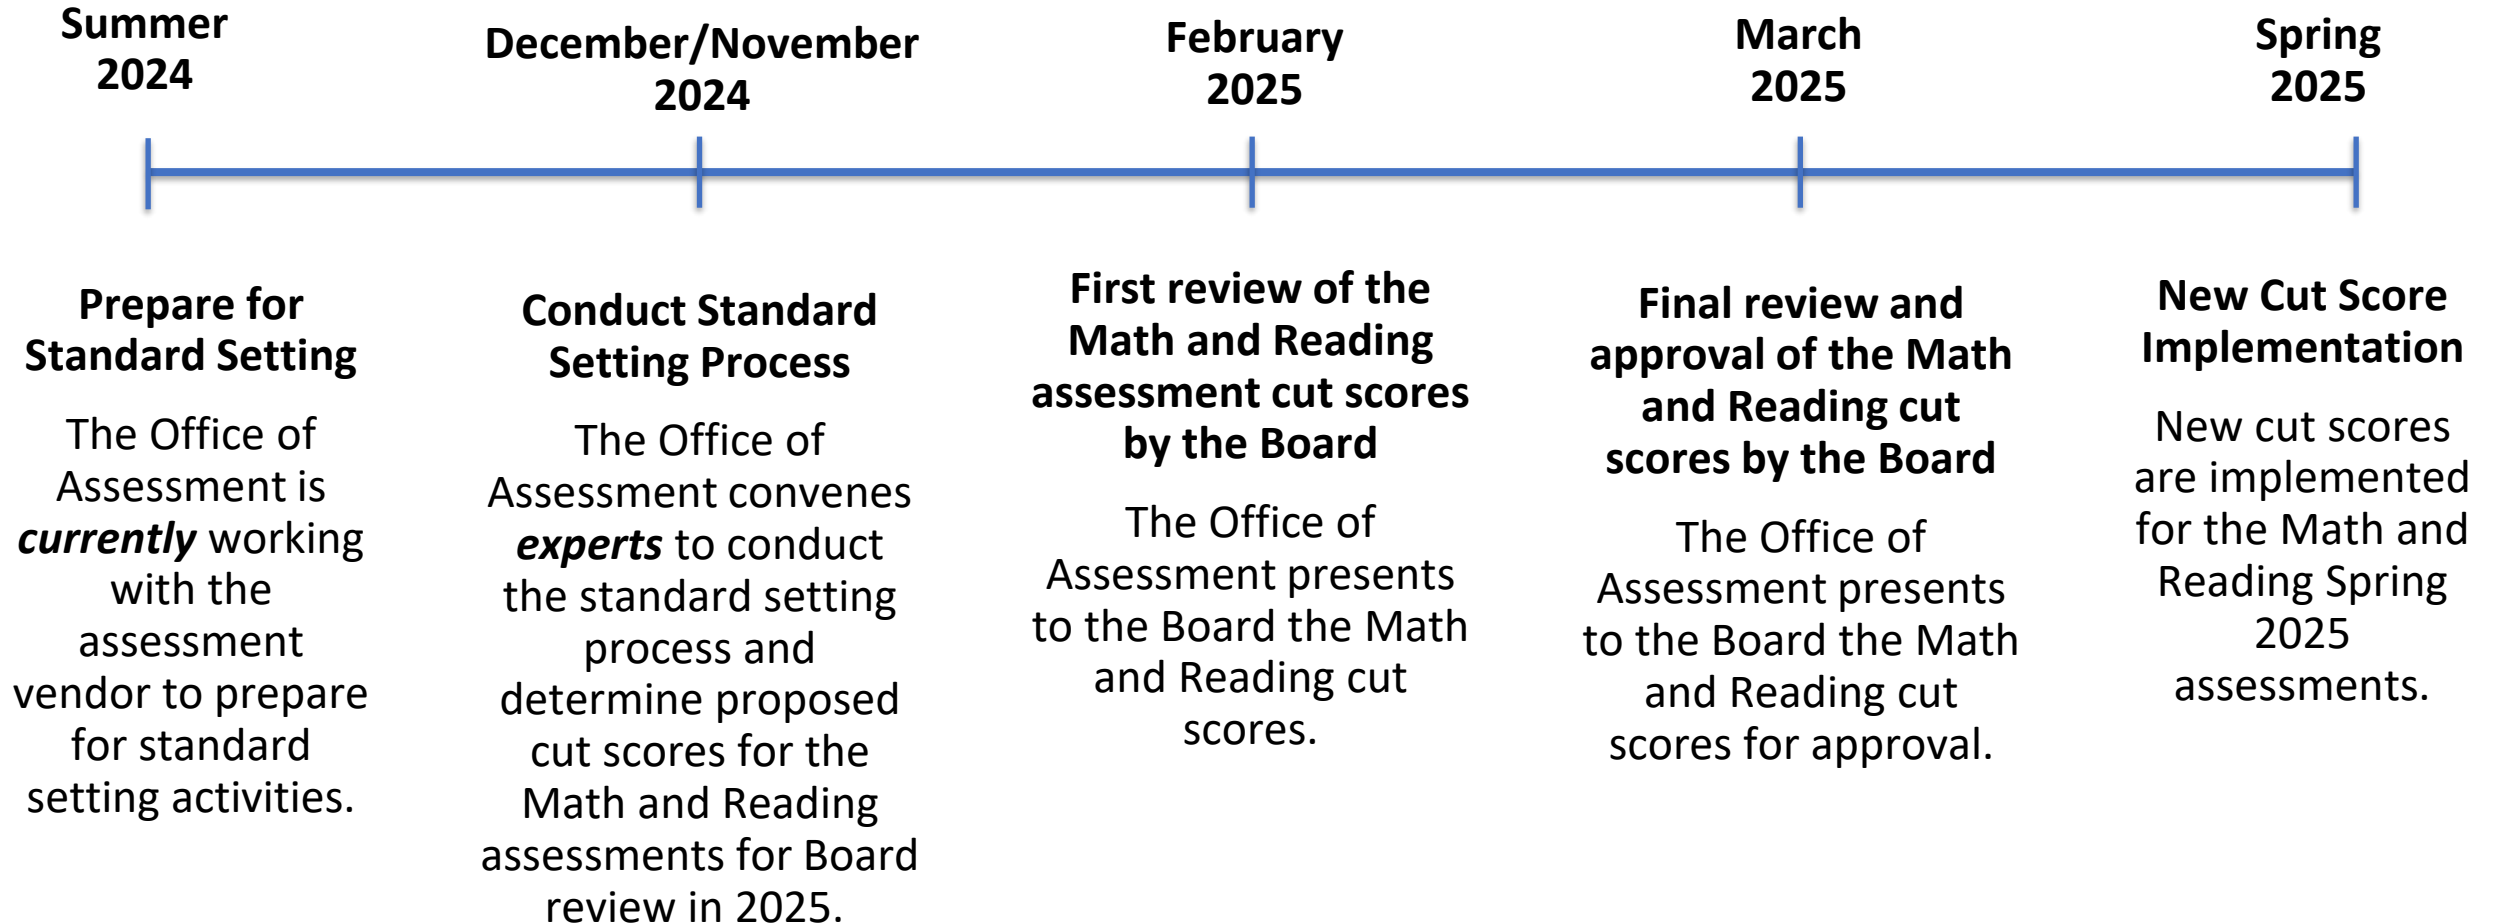 Summer
2024
Prepare for
Standard Setting
The Office of
Assessment is
currently working
with the
assessment
vendor to prepare
for standard
setting activities.
December/November
2024
Conduct Standard
Setting Process
The Office of
Assessment convenes
experts to conduct
the standard setting
process and
determine proposed
cut scores for the
Math and Reading
assessments for Board
review in 2025.
February
2025
First review of the
Math and Reading
assessment cut scores
by the Board
The Office of
Assessment presents
to the Board the Math
and Reading cut
scores.
March
2025
Final review and
approval of the Math
and Reading cut
scores by the Board
The Office of
Assessment presents
to the Board the Math
and Reading cut
scores for approval.
Spring
2025
New Cut Score
Implementation
New cut scores
are implemented
for the Math and
Reading Spring
2025
assessments.